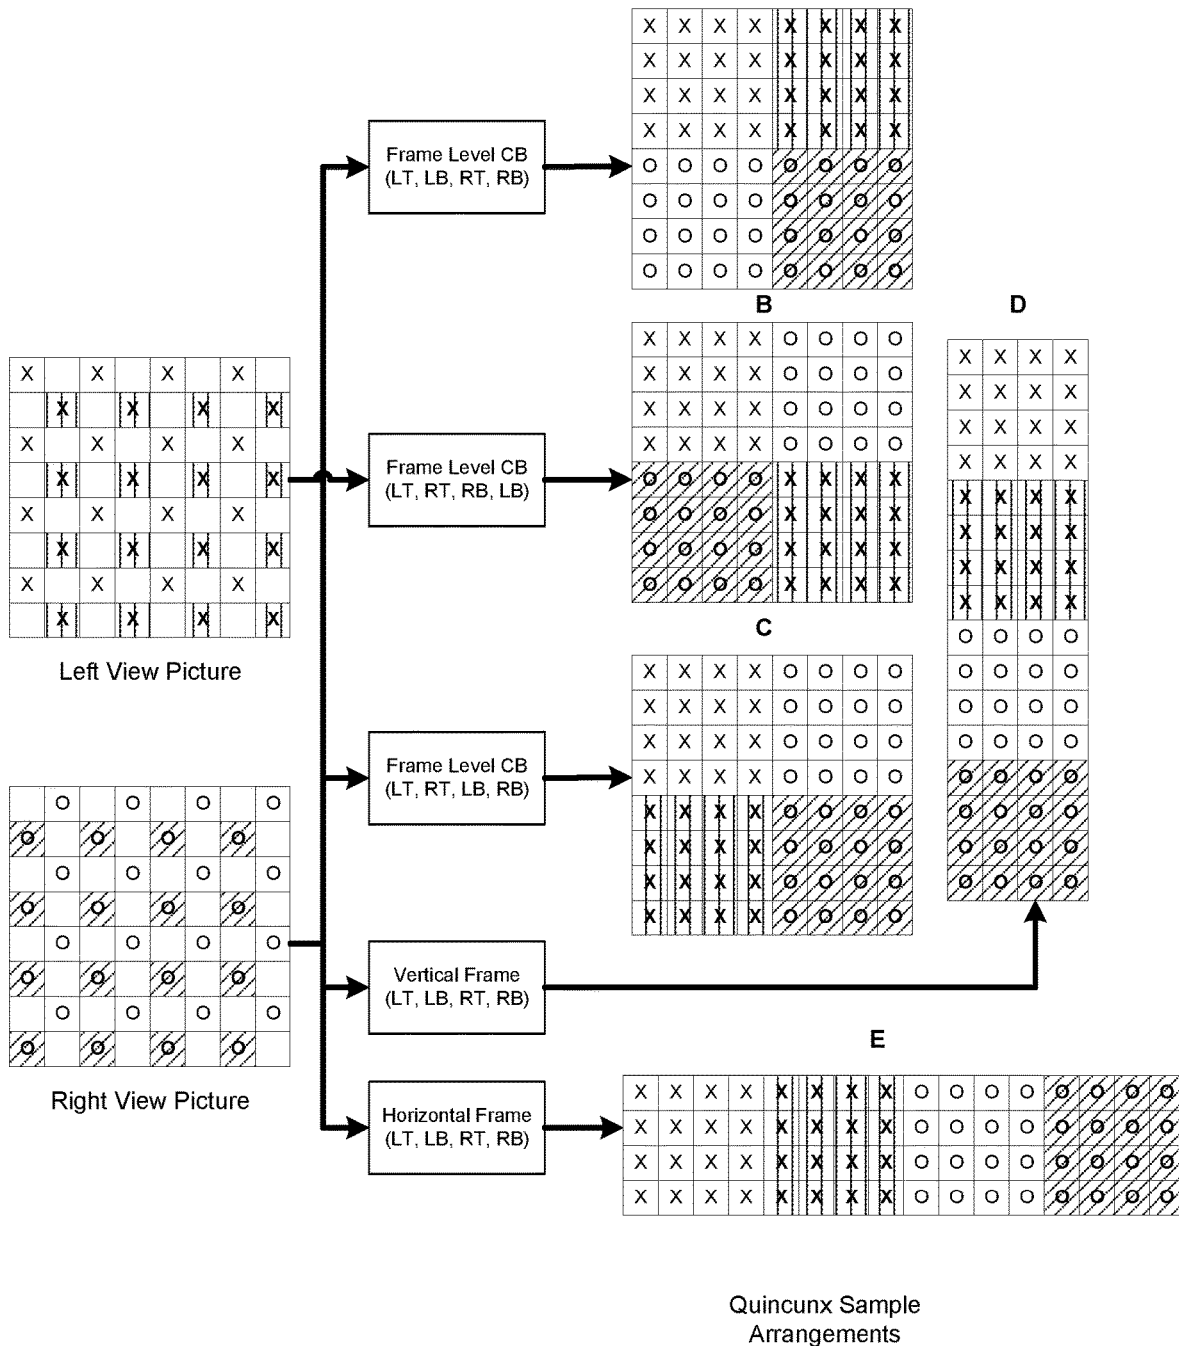 Frame Level CB
(LT, LB, RT, RB)
X X X X X X X X
X X X X X X X X
X X X X X X X X
X X X X X X X X
O O O O O O O O
O O O O O O O O
O O O O O O O O
O O O O O O O O
B
Frame Level CB
(LT, RT, RB, LB)
X X X X O O O O
X X X X O O O O
X X X X O O O O
X X X X O O O O
O O O O X X X X
O O O O X X X X
O O O O X X X X
O O O O X X X X
D
X X X X
X X X X
X X X X
X X X X
X X X X
X X X X
X X X X
X X X X
O O O O
O O O O
O O O O
O O O O
O O O O
O O O O
O O O O
O O O O
X X X X
X X X X
X X X X
X X X X
X X X X
X X X X
X X X X
X X X X
Left View Picture
C
Frame Level CB
(LT, RT, LB, RB)
X X X X O O O O
X X X X O O O O
X X X X O O O O
X X X X O O O O
X X X X O O O O
X X X X O O O O
X X X X O O O O
X X X X O O O O
O O O O
O O O O
O O O O
O O O O
O O O O
O O O O
O O O O
O O O O
Right View Picture
Vertical Frame
(LT, LB, RT, RB)
E
Horizontal Frame
(LT, LB, RT, RB)
X X X X X X X X O O O O O O O O
X X X X X X X X O O O O O O O O
X X X X X X X X O O O O O O O O
X X X X X X X X O O O O O O O O
Quincunx Sample
Arrangements